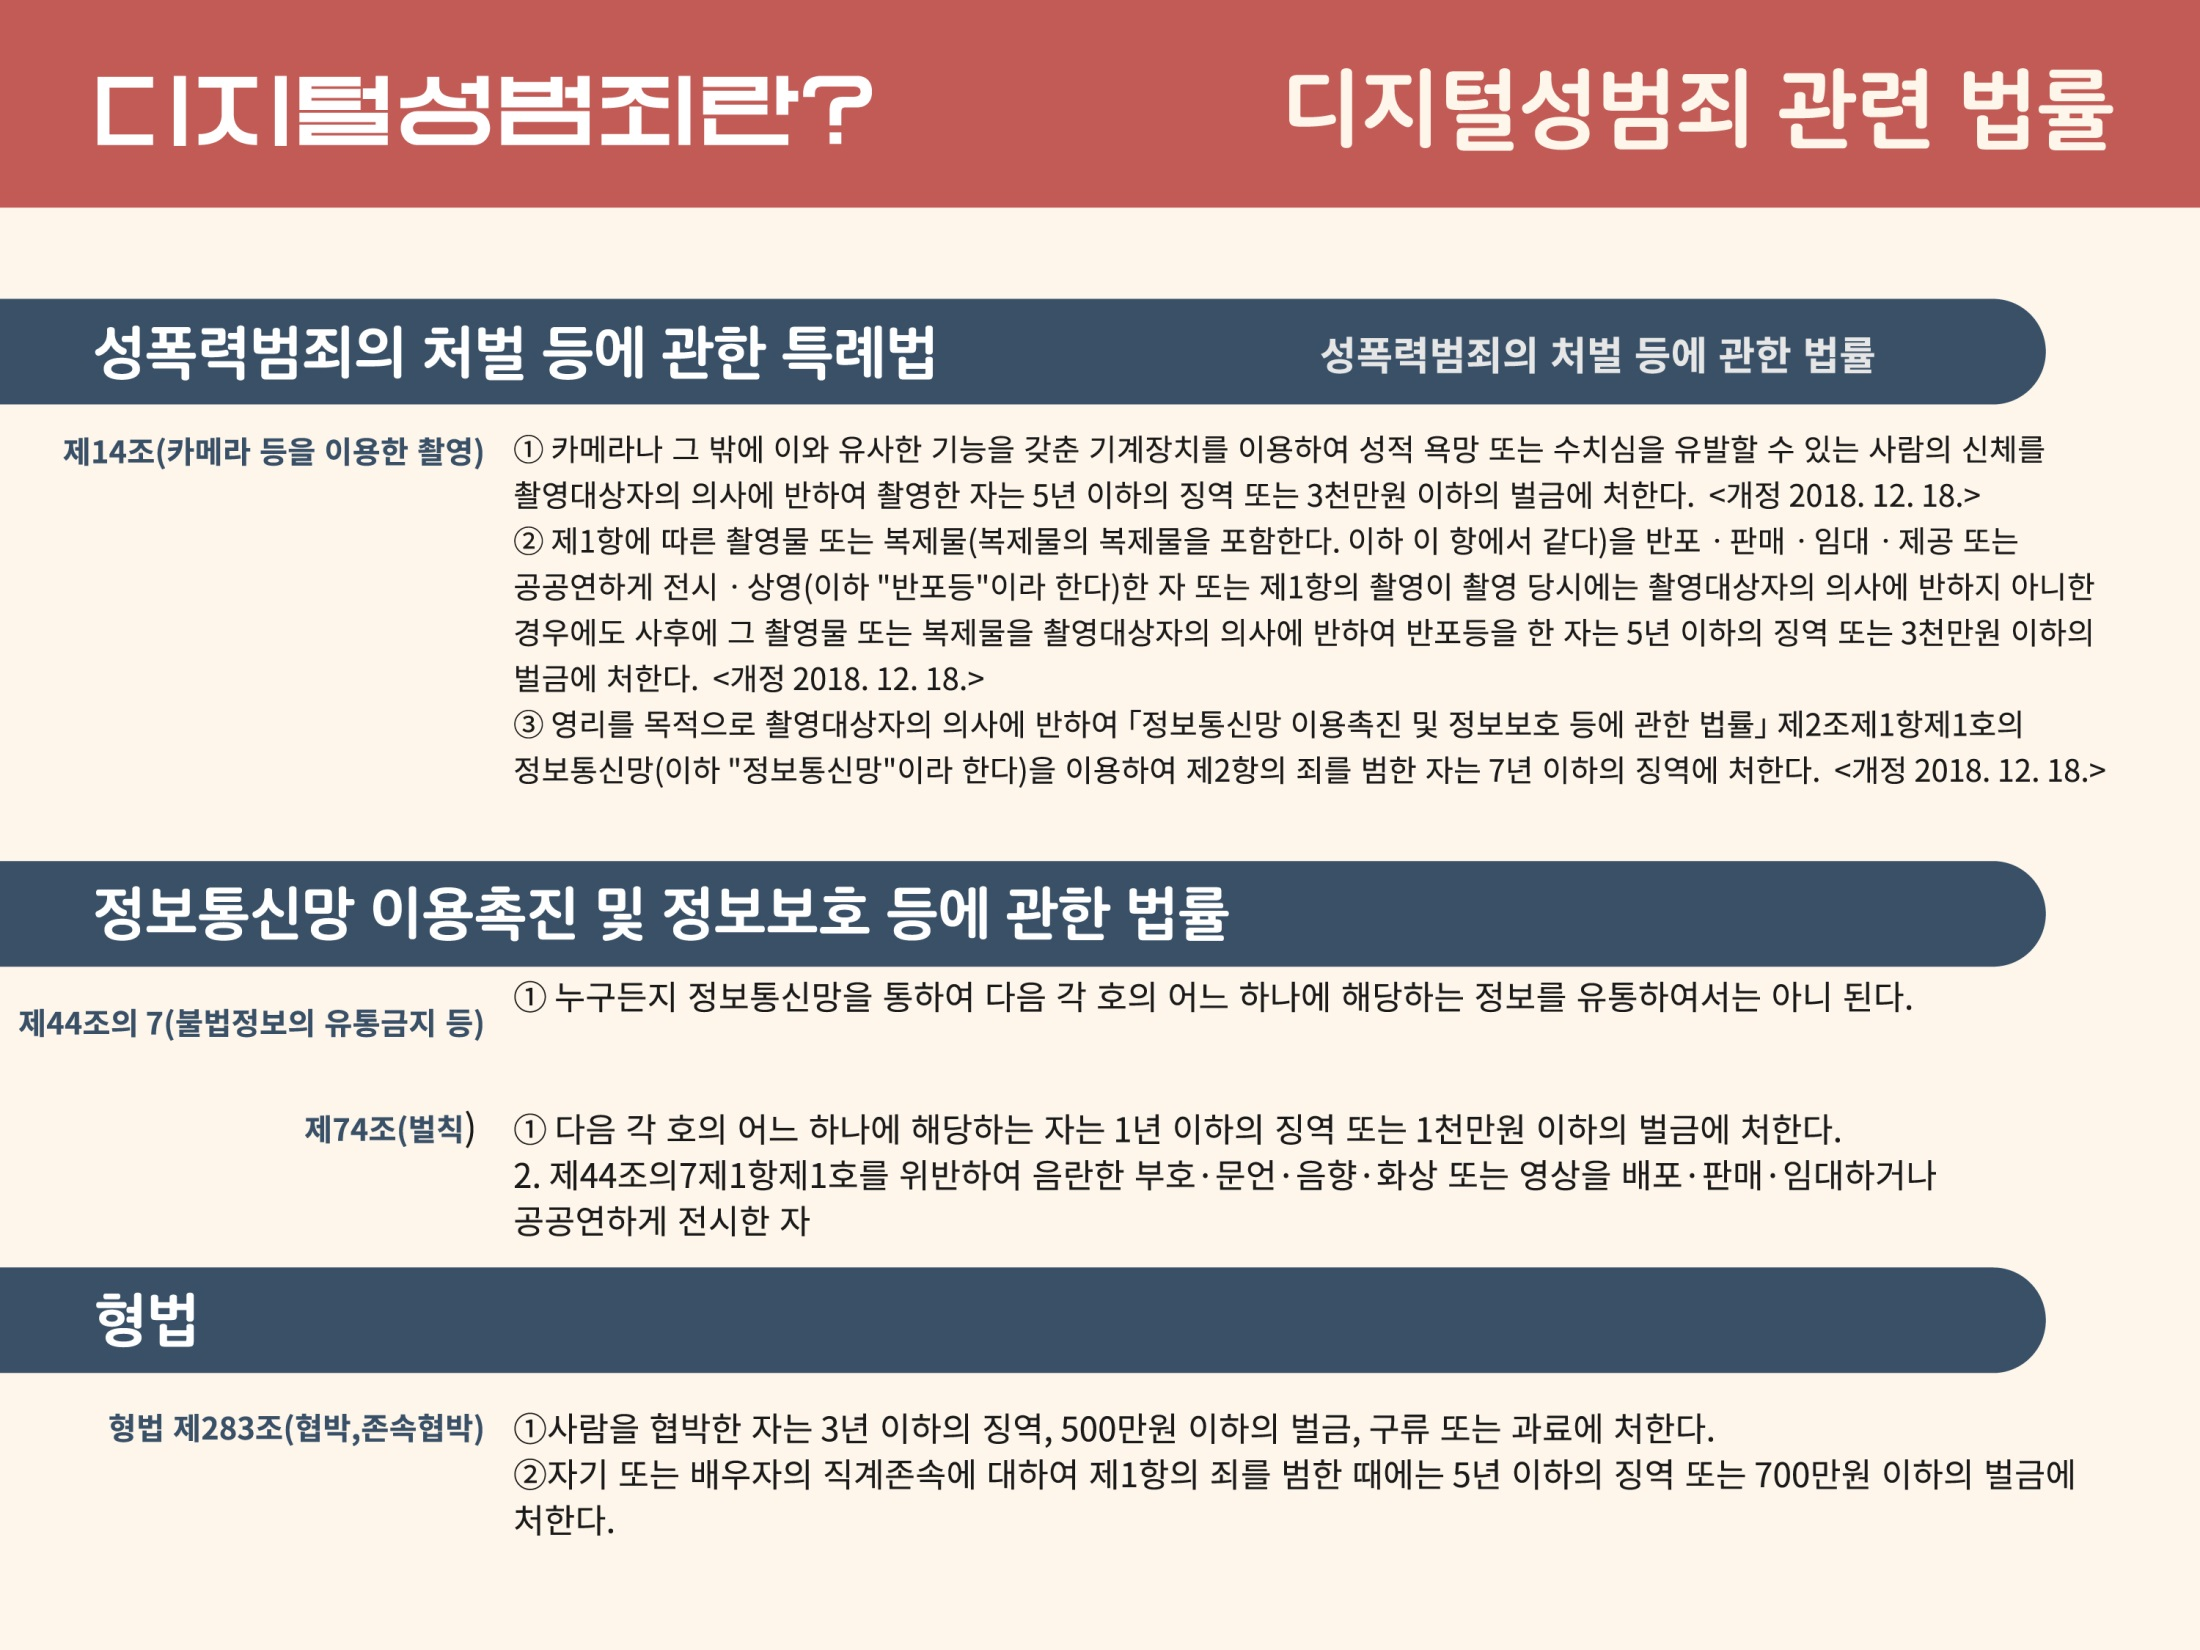 디지털성범죄란?
디지털성범죄 관련 법률
성폭력범죄의 처벌 등에 관한 특례법
성폭력범죄의 처벌 등에 관한 법률
제14조(카메라 등을 이용한 촬영)
① 카메라나 그 밖에 이와 유사한 기능을 갖춘 기계장치를 이용하여 성적 욕망 또는 수치심을 유발할 수 있는 사람의 신체를
촬영대상자의 의사에 반하여 촬영한 자는 5년 이하의 징역 또는 3천만원 이하의 벌금에 처한다. <개정 2018. 12. 18.>
② 제1항에 따른 촬영물 또는 복제물(복제물의 복제물을 포함한다. 이하 이 항에서 같다)을 반포 · 판매 · 임대 · 제공 또는
공공연하게 전시 · 상영(이하 "반포등"이라 한다)한 자 또는 제1항의 촬영이 촬영 당시에는 촬영대상자의 의사에 반하지 아니한
경우에도 사후에 그 촬영물 또는 복제물을 촬영대상자의 의사에 반하여 반포등을 한 자는 5년 이하의 징역 또는 3천만원 이하의
벌금에 처한다. <개정 2018. 12. 18.>
③ 영리를 목적으로 촬영대상자의 의사에 반하여 ｢정보통신망 이용촉진 및 정보보호 등에 관한 법률｣ 제2조제1항제1호의
정보통신망(이하 "정보통신망"이라 한다)을 이용하여 제2항의 죄를 범한 자는 7년 이하의 징역에 처한다. <개정 2018. 12. 18.>
정보통신망 이용촉진 및 정보보호 등에 관한 법률
제44조의 7(불법정보의 유통금지 등)
① 누구든지 정보통신망을 통하여 다음 각 호의 어느 하나에 해당하는 정보를 유통하여서는 아니 된다.
제74조(벌칙)
① 다음 각 호의 어느 하나에 해당하는 자는 1년 이하의 징역 또는 1천만원 이하의 벌금에 처한다.
2. 제44조의7제1항제1호를 위반하여 음란한 부호·문언·음향·화상 또는 영상을 배포·판매·임대하거나
공공연하게 전시한 자
형법
형법 제283조(협박,존속협박)
①사람을 협박한 자는 3년 이하의 징역, 500만원 이하의 벌금, 구류 또는 과료에 처한다.
②자기 또는 배우자의 직계존속에 대하여 제1항의 죄를 범한 때에는 5년 이하의 징역 또는 700만원 이하의 벌금에
처한다.